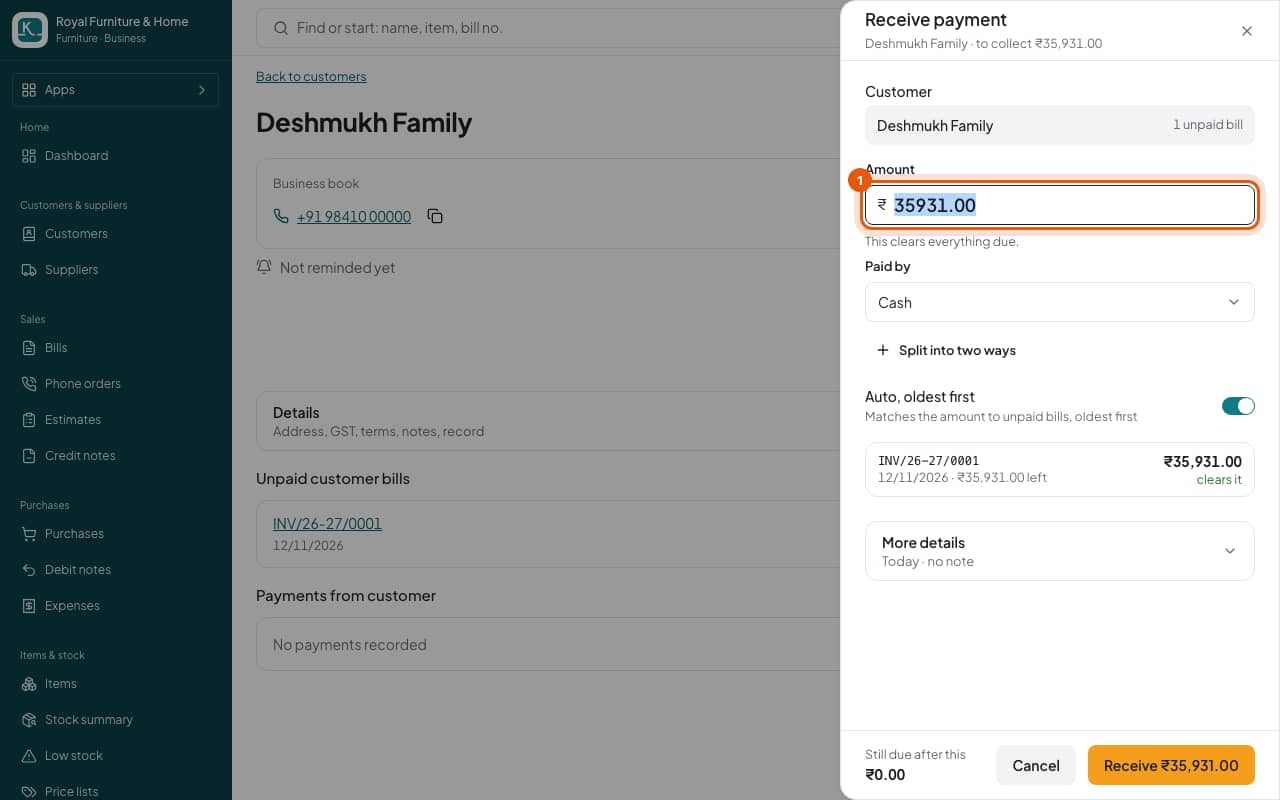 Royal Furniture & Home
Furniture · Business
Apps
Home
Dashboard
Customers & suppliers
Customers
Suppliers
Sales
Bills
Phone orders
Estimates
Credit notes
Purchases
Purchases
Debit notes
Expenses
Items & stock
Items
Stock summary
Low stock
Price lists
Find or start: name, item, bill no.
Back to customers
Deshmukh Family
Business book
+91 98410 00000
Not reminded yet
Details
Address, GST, terms, notes, record
Unpaid customer bills
INV/26-27/0001
12/11/2026
Payments from customer
No payments recorded
Receive payment
Deshmukh Family · to collect ₹35,931.00
Customer
Deshmukh Family 1 unpaid bill
Amount
1
₹ 35931.00
This clears everything due.
Paid by
Cash
Split into two ways
Auto, oldest first
Matches the amount to unpaid bills, oldest first
INV/26-27/0001 ₹35,931.00
12/11/2026 · ₹35,931.00 left clears it
More details
Today · no note
Still due after this
₹0.00
Cancel
Receive ₹35,931.00